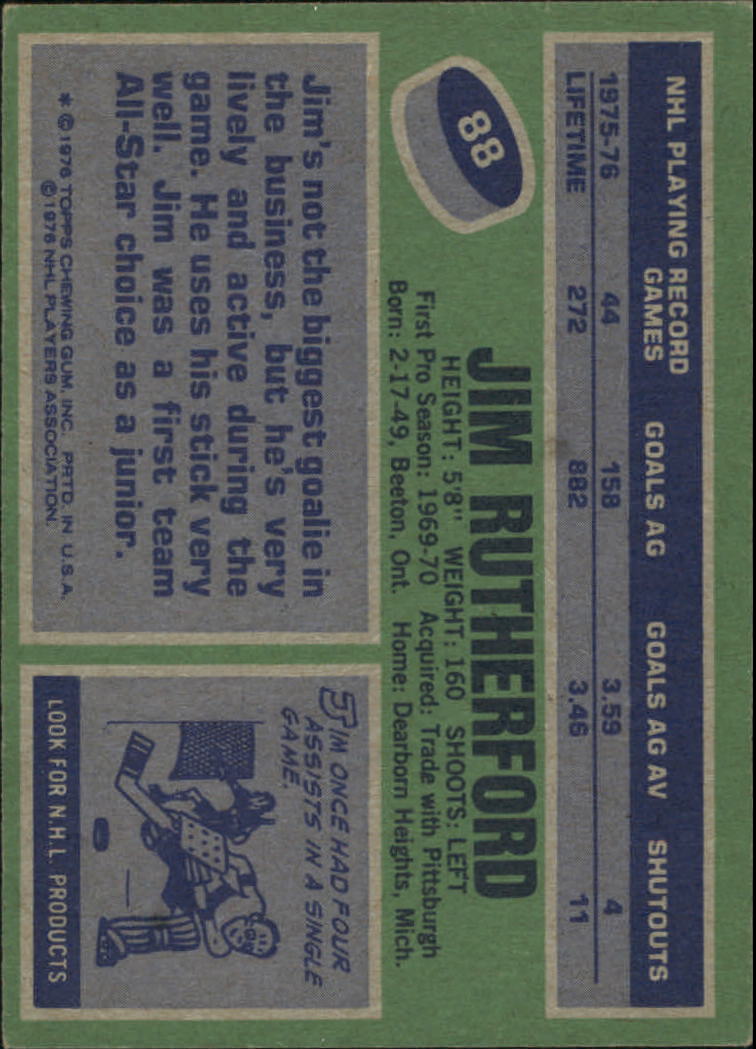 NHL PLAYING RECORD
GAMES GOALS AG GOALS AG AV SHUTOUTS
1975-76 44 158 3.59 4
LIFETIME 272 882 3.46 11
88
JIM RUTHERFORD
HEIGHT: 5'8" WEIGHT: 160 SHOOTS: LEFT
First Pro Season: 1969-70 Acquired: Trade with Pittsburgh
Born: 2-17-49, Beeton, Ont. Home: Dearborn Heights, Mich.
Jim's not the biggest goalie in
the business, but he's very
lively and active during the
game. He uses his stick very
well. Jim was a first team
All-Star choice as a junior.
* © 1976 TOPPS CHEWING GUM, INC. PRTD. IN U.S.A.
© 1976 NHL PLAYERS ASSOCIATION.
JIM ONCE HAD FOUR
ASSISTS IN A SINGLE
GAME.
LOOK FOR N.H.L. PRODUCTS